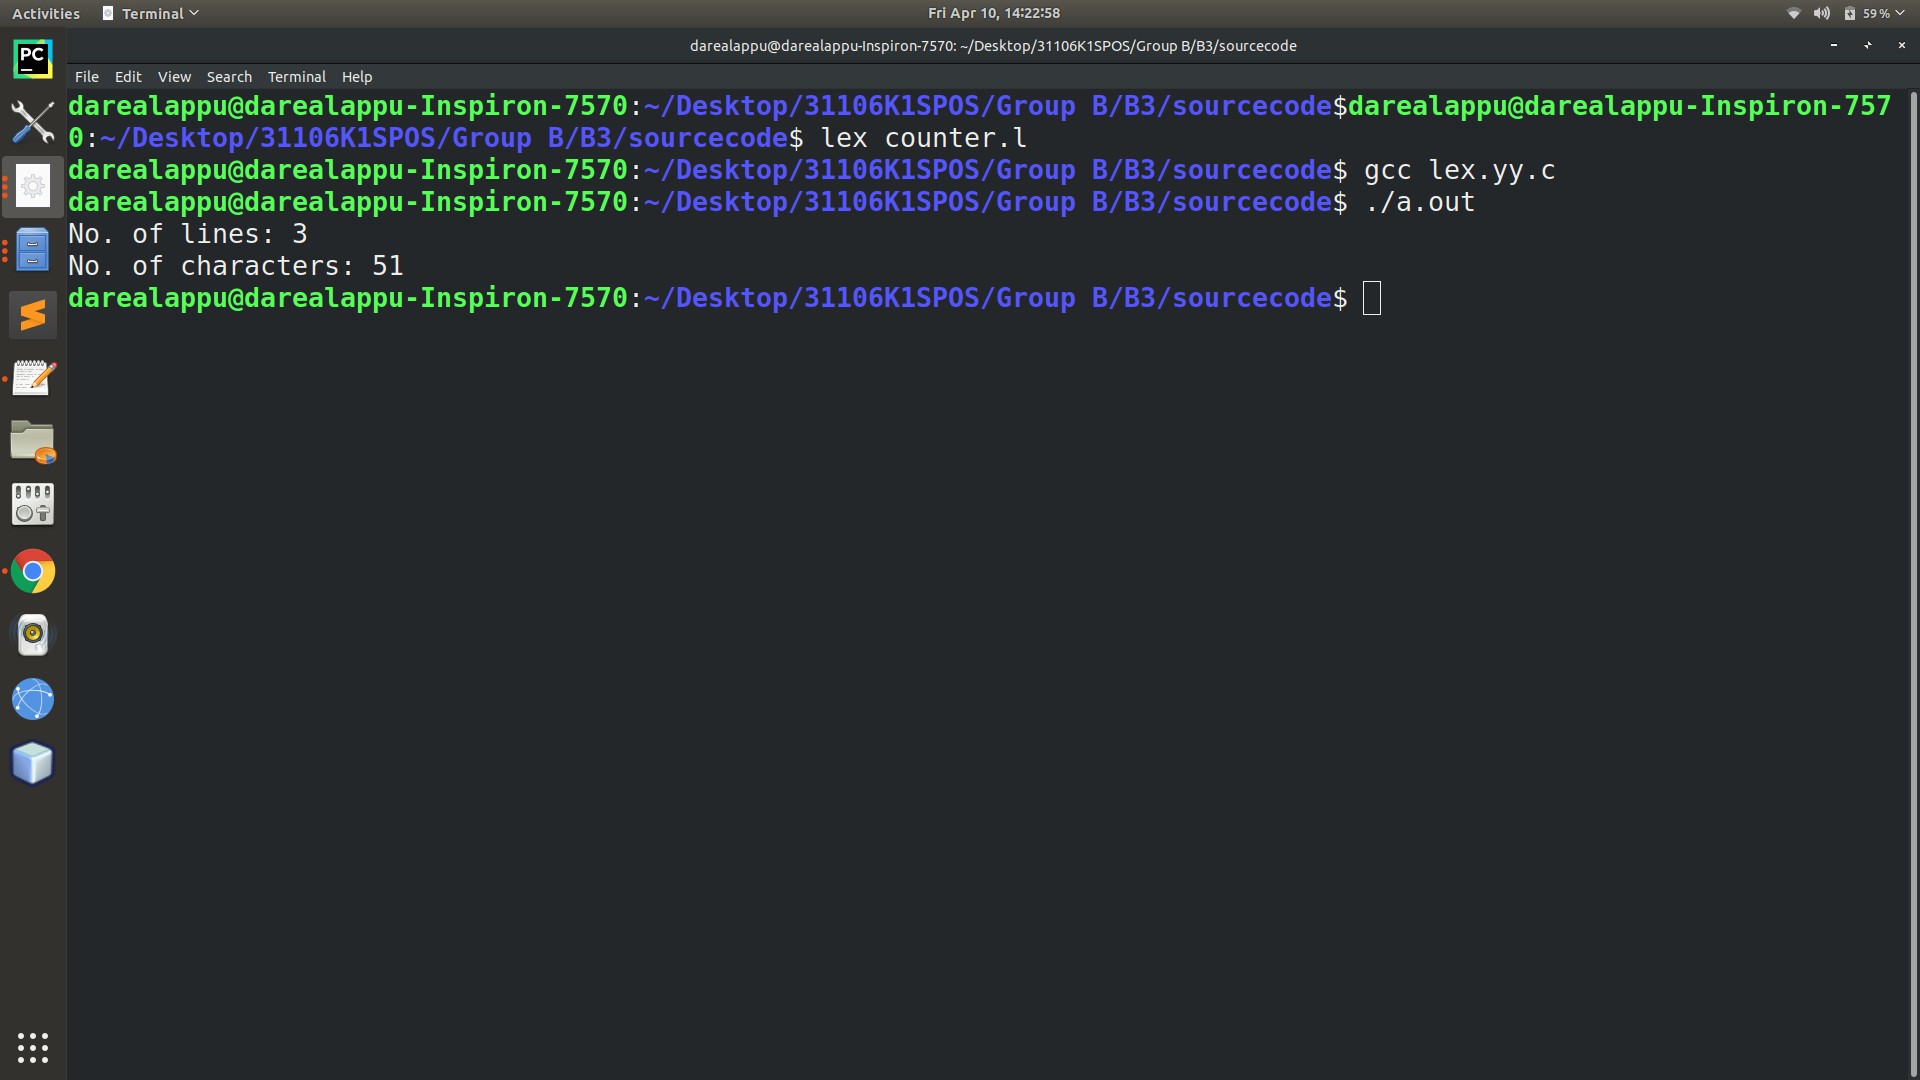 Activities Terminal Fri Apr 10, 14:22:58 59 %
darealappu@darealappu-Inspiron-7570: ~/Desktop/31106K1SPOS/Group B/B3/sourcecode
PC
File Edit View Search Terminal Help
darealappu@darealappu-Inspiron-7570:~/Desktop/31106K1SPOS/Group B/B3/sourcecode$darealappu@darealappu-Inspiron-757
0:~/Desktop/31106K1SPOS/Group B/B3/sourcecode$ lex counter.l
darealappu@darealappu-Inspiron-7570:~/Desktop/31106K1SPOS/Group B/B3/sourcecode$ gcc lex.yy.c
darealappu@darealappu-Inspiron-7570:~/Desktop/31106K1SPOS/Group B/B3/sourcecode$ ./a.out
No. of lines: 3
No. of characters: 51
darealappu@darealappu-Inspiron-7570:~/Desktop/31106K1SPOS/Group B/B3/sourcecode$